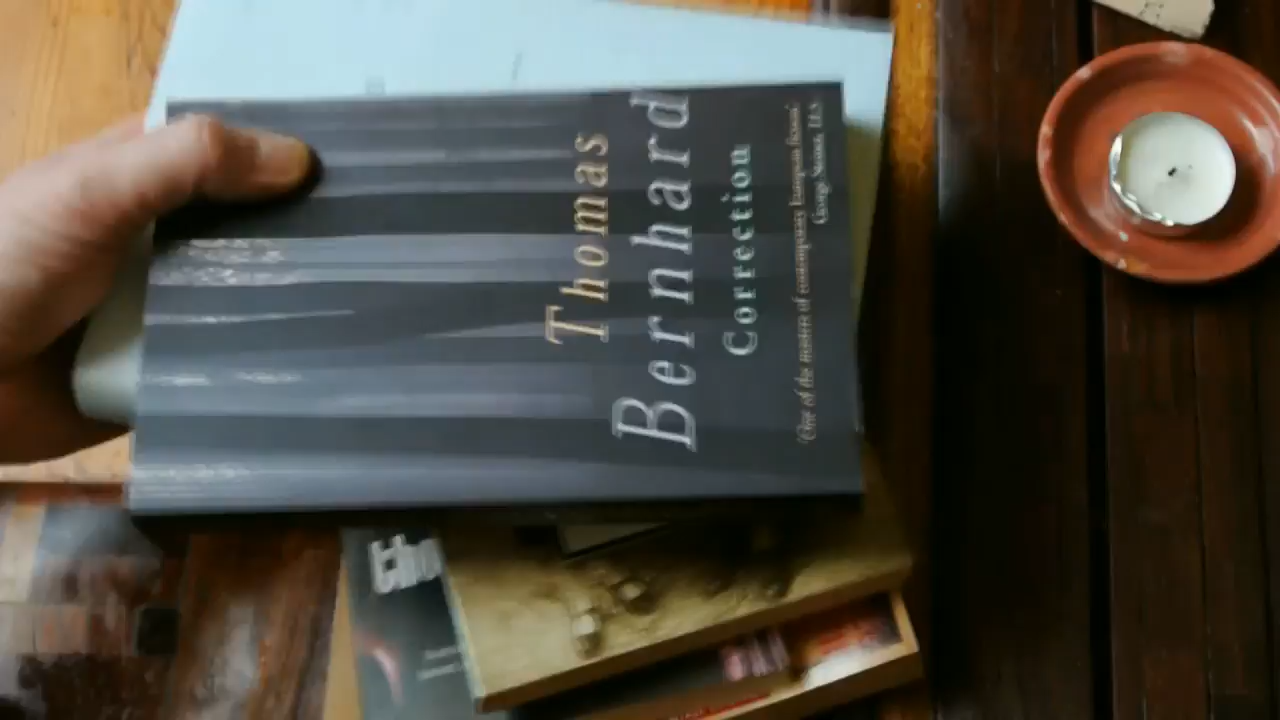 Thomas
Bernhard
Correction
'One of the masters of contemporary European fiction'
George Steiner, TLS